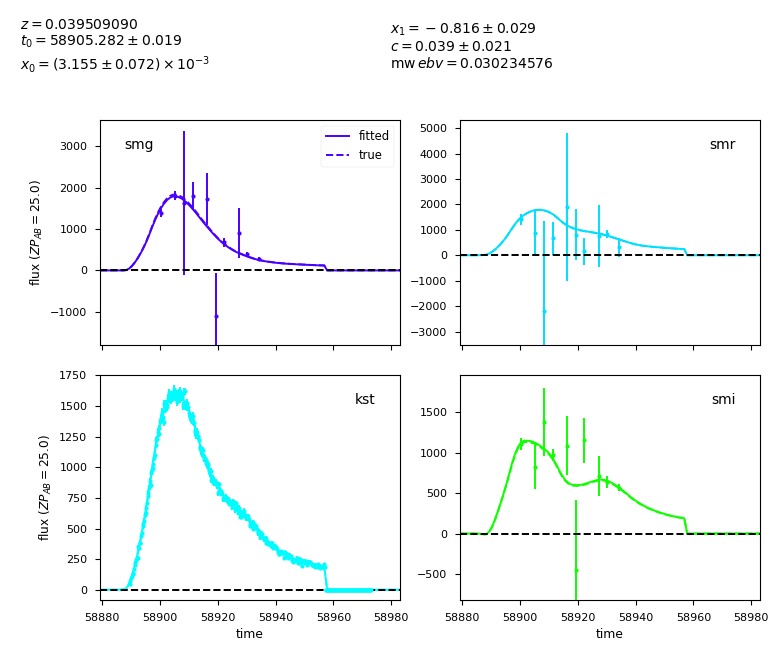 z = 0.039509090
t₀ = 58905.282 ± 0.019
x₀ = (3.155 ± 0.072) × 10⁻³
x₁ = −0.816 ± 0.029
c = 0.039 ± 0.021
mw ebv = 0.030234576
smg
fitted
true
3000
2000
1000
0
−1000
flux (ZP_AB = 25.0)
smr
5000
4000
3000
2000
1000
0
−1000
−2000
−3000
kst
1750
1500
1250
1000
750
500
250
0
flux (ZP_AB = 25.0)
58880 58900 58920 58940 58960 58980
time
smi
1500
1000
500
0
−500
58880 58900 58920 58940 58960 58980
time